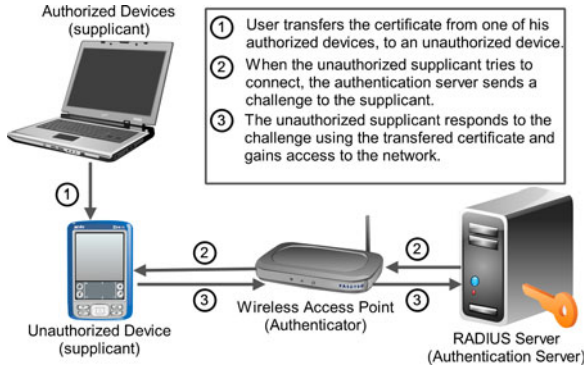 Authorized Devices
(supplicant)
① User transfers the certificate from one of his
authorized devices, to an unauthorized device.
② When the unauthorized supplicant tries to
connect, the authentication server sends a
challenge to the supplicant.
③ The unauthorized supplicant responds to the
challenge using the transfered certificate and
gains access to the network.
①
②
②
③
③
Unauthorized Device
(supplicant)
Wireless Access Point
(Authenticator)
RADIUS Server
(Authentication Server)